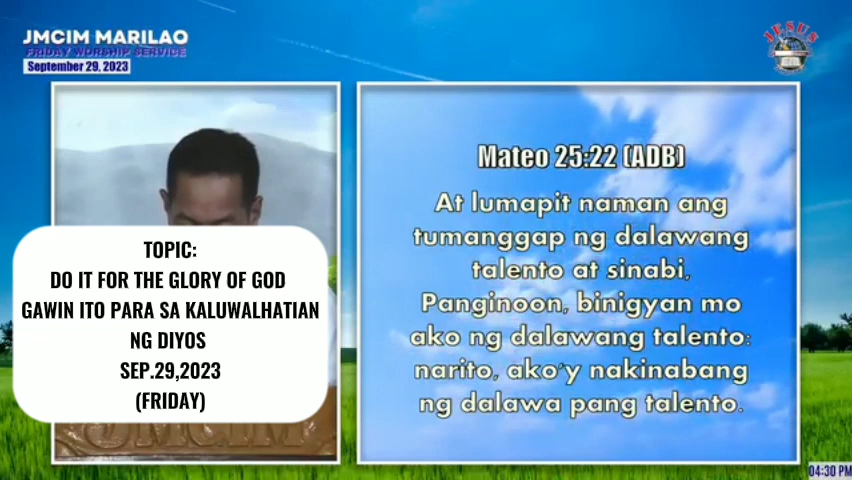 JMCIM MARILAO
FRIDAY WORSHIP SERVICE
September 29, 2023
JESUS
TOPIC:
DO IT FOR THE GLORY OF GOD
GAWIN ITO PARA SA KALUWALHATIAN
NG DIYOS
SEP.29,2023
(FRIDAY)
JMCIM
Mateo 25:22 (ADB)
At lumapit naman ang
tumanggap ng dalawang
talento at sinabi,
Panginoon, binigyan mo
ako ng dalawang talento:
narito, ako'y nakinabang
ng dalawa pang talento.
04:30 PM